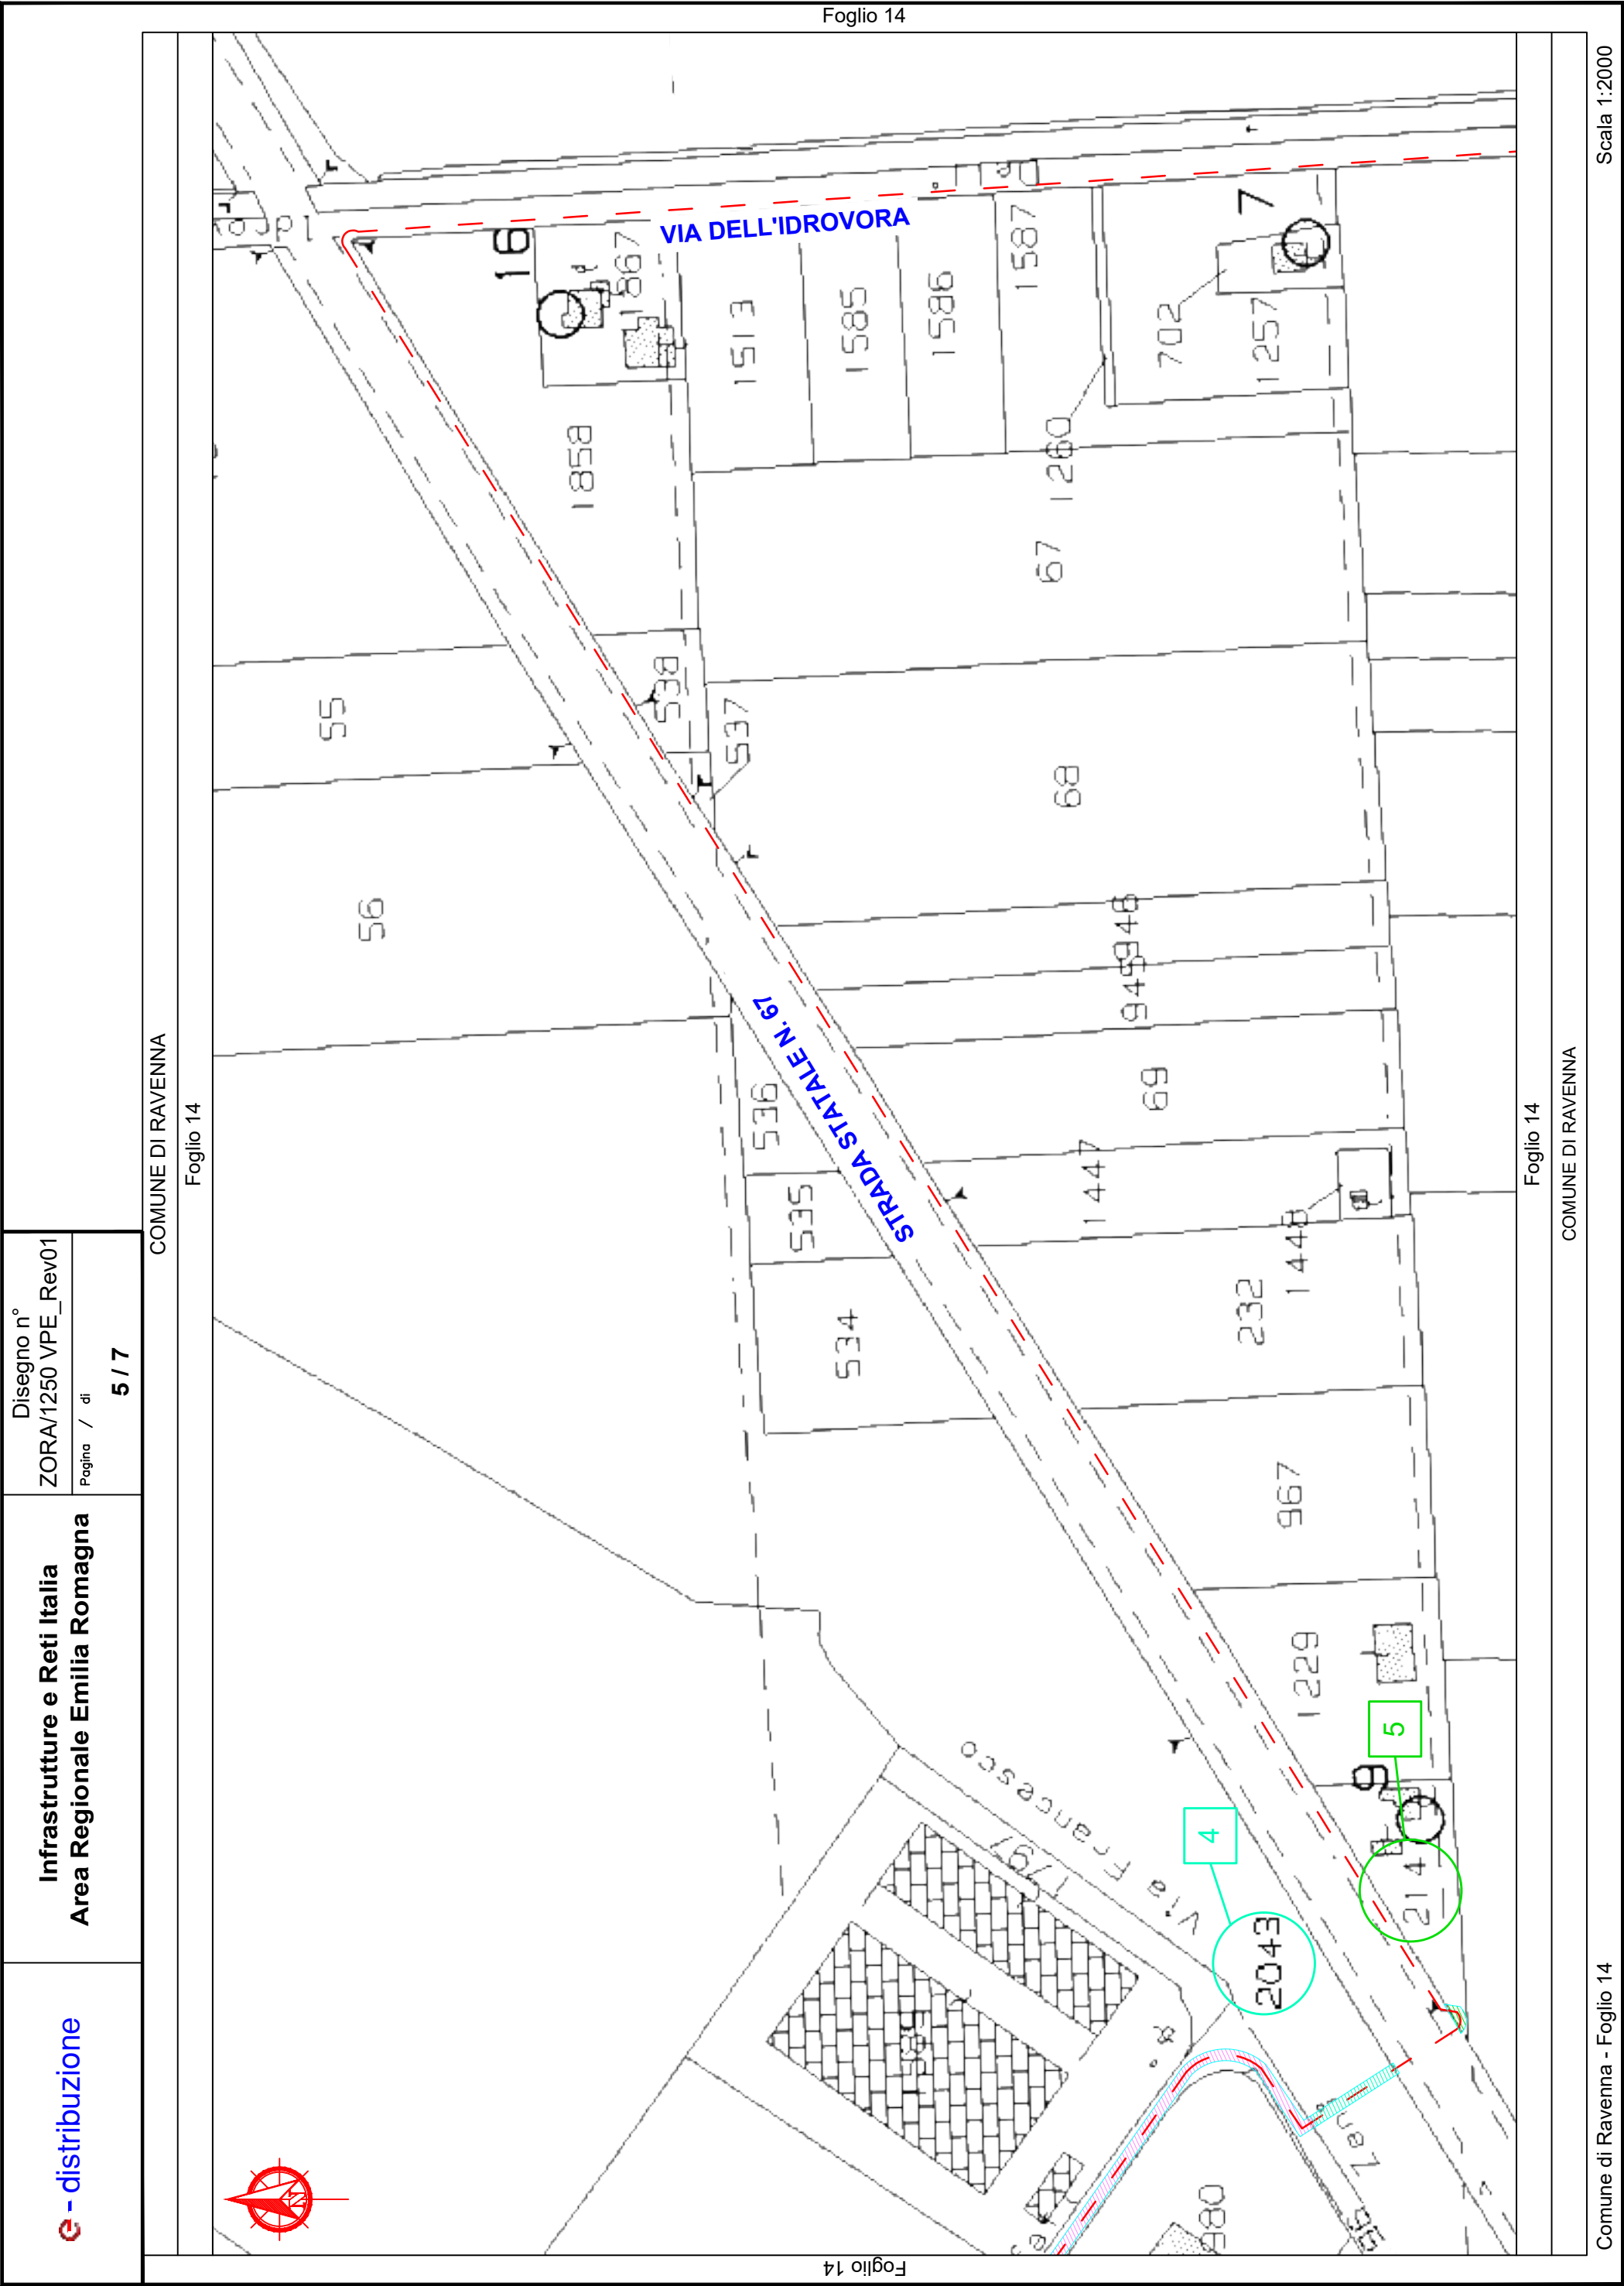 e - distribuzione
Infrastrutture e Reti Italia
Area Regionale Emilia Romagna
Disegno n°
ZORA/1250 VPE_Rev01
Pagina / di
5 / 7
COMUNE DI RAVENNA
Foglio 14
Foglio 14
Foglio 14
55
56
16
1867
1858
VIA DELL'IDROVORA
1513
1585
1586
1587
7
702
1257
1260
67
538
537
68
946
945
STRADA STATALE N. 67
536
535
534
69
1447
1448
232
967
1229
5
9
214
4
2043
Via Francesco
1797
980
Foglio 14
COMUNE DI RAVENNA
Comune di Ravenna - Foglio 14
Scala 1:2000